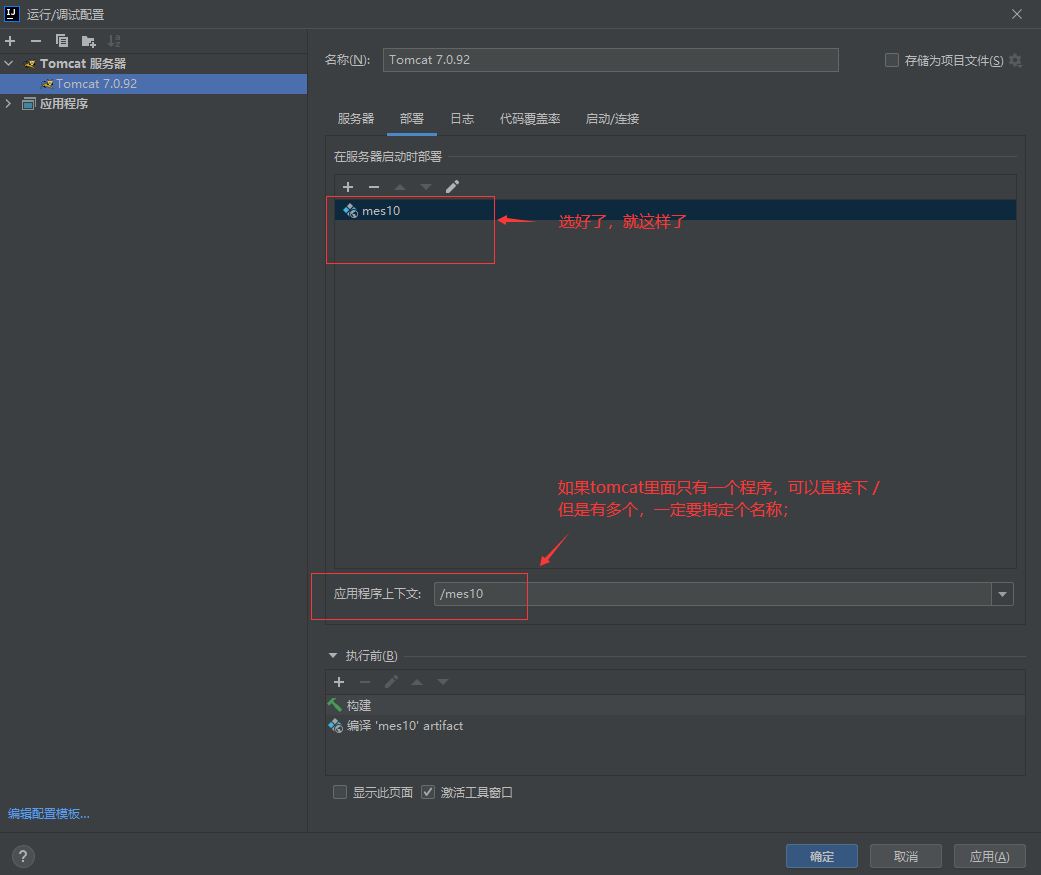 运行/调试配置
Tomcat 服务器
Tomcat 7.0.92
应用程序
编辑配置模板...
名称(N):
Tomcat 7.0.92
存储为项目文件(S)
服务器 部署 日志 代码覆盖率 启动/连接
在服务器启动时部署
mes10
选好了，就这样了
如果tomcat里面只有一个程序，可以直接下 /
但是有多个，一定要指定个名称；
应用程序上下文:
/mes10
执行前(B)
构建
编译 'mes10' artifact
显示此页面 激活工具窗口
?
确定 取消 应用(A)